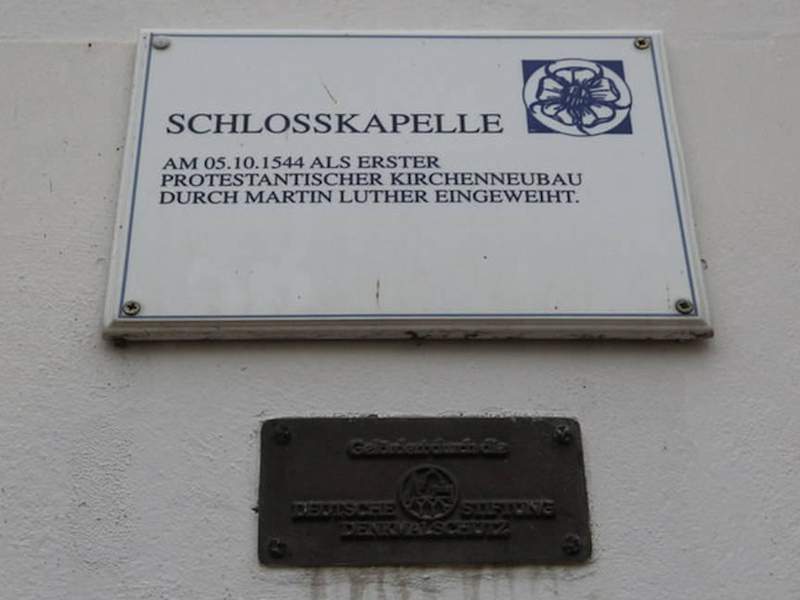 SCHLOSSKAPELLE
AM 05.10.1544 ALS ERSTER
PROTESTANTISCHER KIRCHENNEUBAU
DURCH MARTIN LUTHER EINGEWEIHT.
Gefördert durch die
DEUTSCHE STIFTUNG
DENKMALSCHUTZ